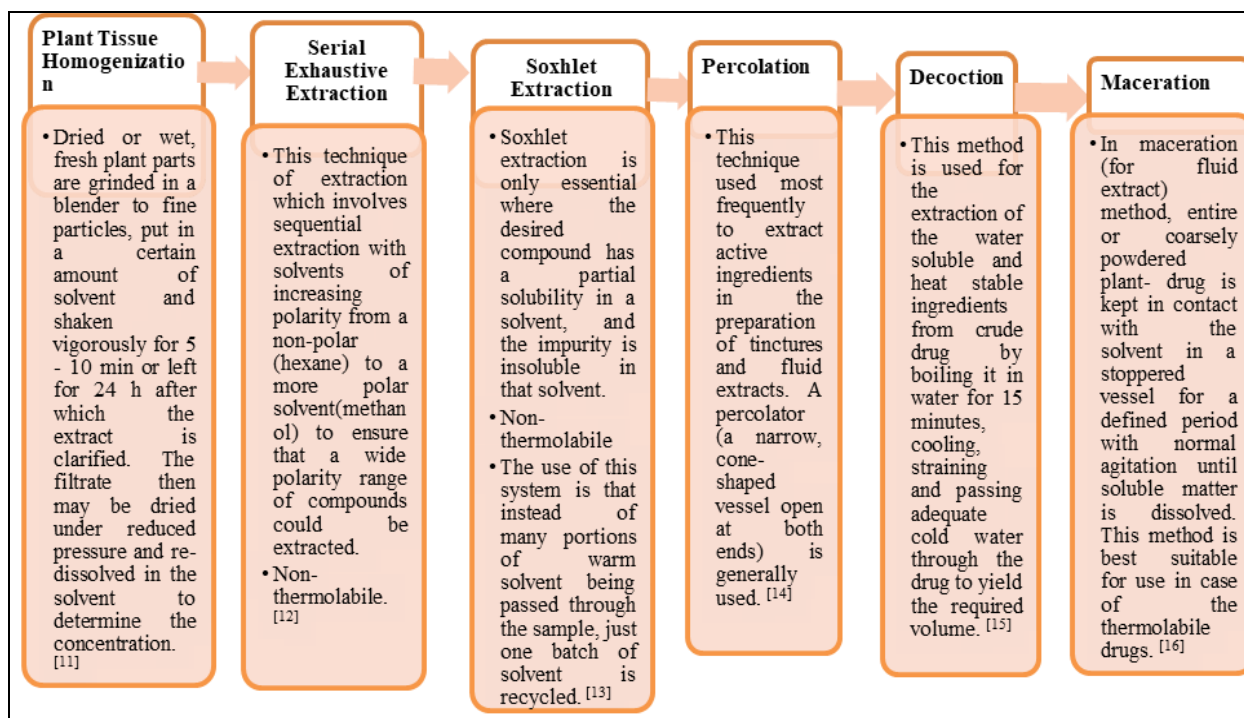 Plant Tissue
Homogenizatio
n
• Dried or wet,
fresh plant parts
are grinded in a
blender to fine
particles, put in
a certain
amount of
solvent and
shaken
vigorously for 5
- 10 min or left
for 24 h after
which the
extract is
clarified. The
filtrate then
may be dried
under reduced
pressure and re-
dissolved in the
solvent to
determine the
concentration.
[11]
Serial
Exhaustive
Extraction
• This technique
of extraction
which involves
sequential
extraction with
solvents of
increasing
polarity from a
non-polar
(hexane) to a
more polar
solvent(methan
ol) to ensure
that a wide
polarity range
of compounds
could be
extracted.
• Non-
thermolabile.
[12]
Soxhlet
Extraction
• Soxhlet
extraction is
only essential
where the
desired
compound has
a partial
solubility in a
solvent, and
the impurity is
insoluble in
that solvent.
• Non-
thermolabile
• The use of this
system is that
instead of
many portions
of warm
solvent being
passed through
the sample, just
one batch of
solvent is
recycled. [13]
Percolation
• This
technique
used most
frequently
to extract
active
ingredients
in the
preparation
of tinctures
and fluid
extracts. A
percolator
(a narrow,
cone-
shaped
vessel open
at both
ends) is
generally
used. [14]
Decoction
• This method
is used for
the
extraction of
the water
soluble and
heat stable
ingredients
from crude
drug by
boiling it in
water for 15
minutes,
cooling,
straining
and passing
adequate
cold water
through the
drug to yield
the required
volume. [15]
Maceration
• In maceration
(for fluid
extract)
method, entire
or coarsely
powdered
plant- drug is
kept in contact
with the
solvent in a
stoppered
vessel for a
defined period
with normal
agitation until
soluble matter
is dissolved.
This method is
best suitable
for use in case
of the
thermolabile
drugs. [16]